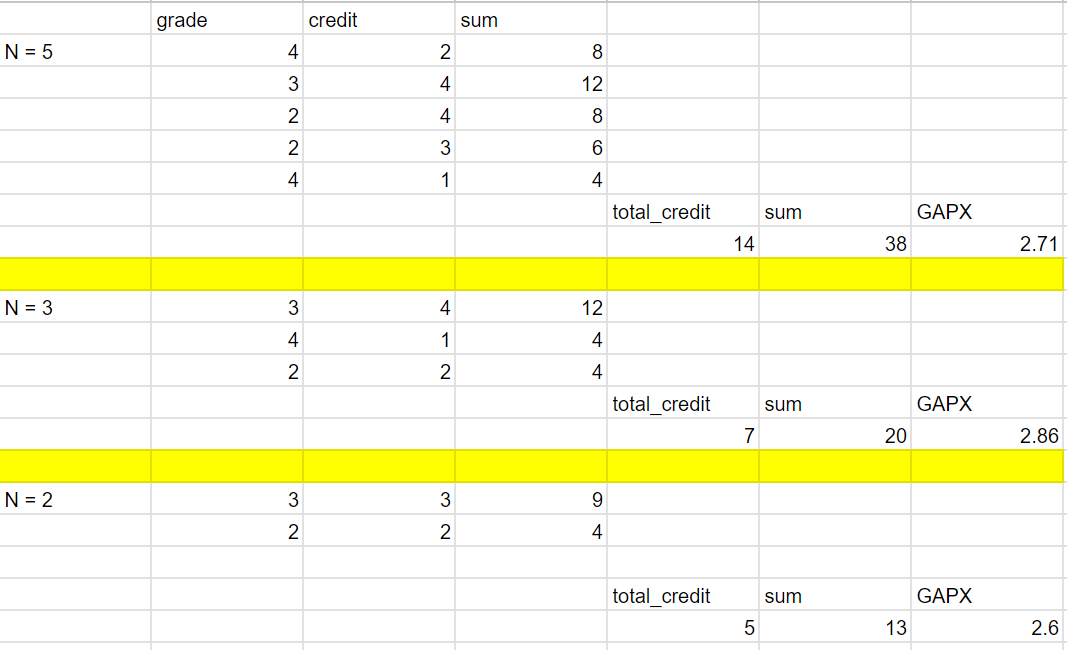 grade credit sum
N = 5 4 2 8
3 4 12
2 4 8
2 3 6
4 1 4
total_credit sum GAPX
14 38 2.71
N = 3 3 4 12
4 1 4
2 2 4
total_credit sum GAPX
7 20 2.86
N = 2 3 3 9
2 2 4
total_credit sum GAPX
5 13 2.6